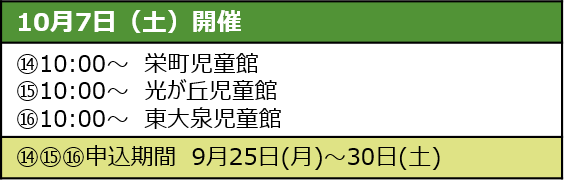 10月7日（土）開催
⑭10:00～ 栄町児童館
⑮10:00～ 光が丘児童館
⑯10:00～ 東大泉児童館
⑭⑮⑯申込期間 9月25日(月)～30日(土)